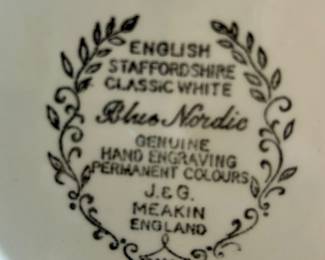 ENGLISH
STAFFORDSHIRE
CLASSIC WHITE
Blue Nordic
GENUINE
HAND ENGRAVING
PERMANENT COLOURS
J.&G.
MEAKIN
ENGLAND